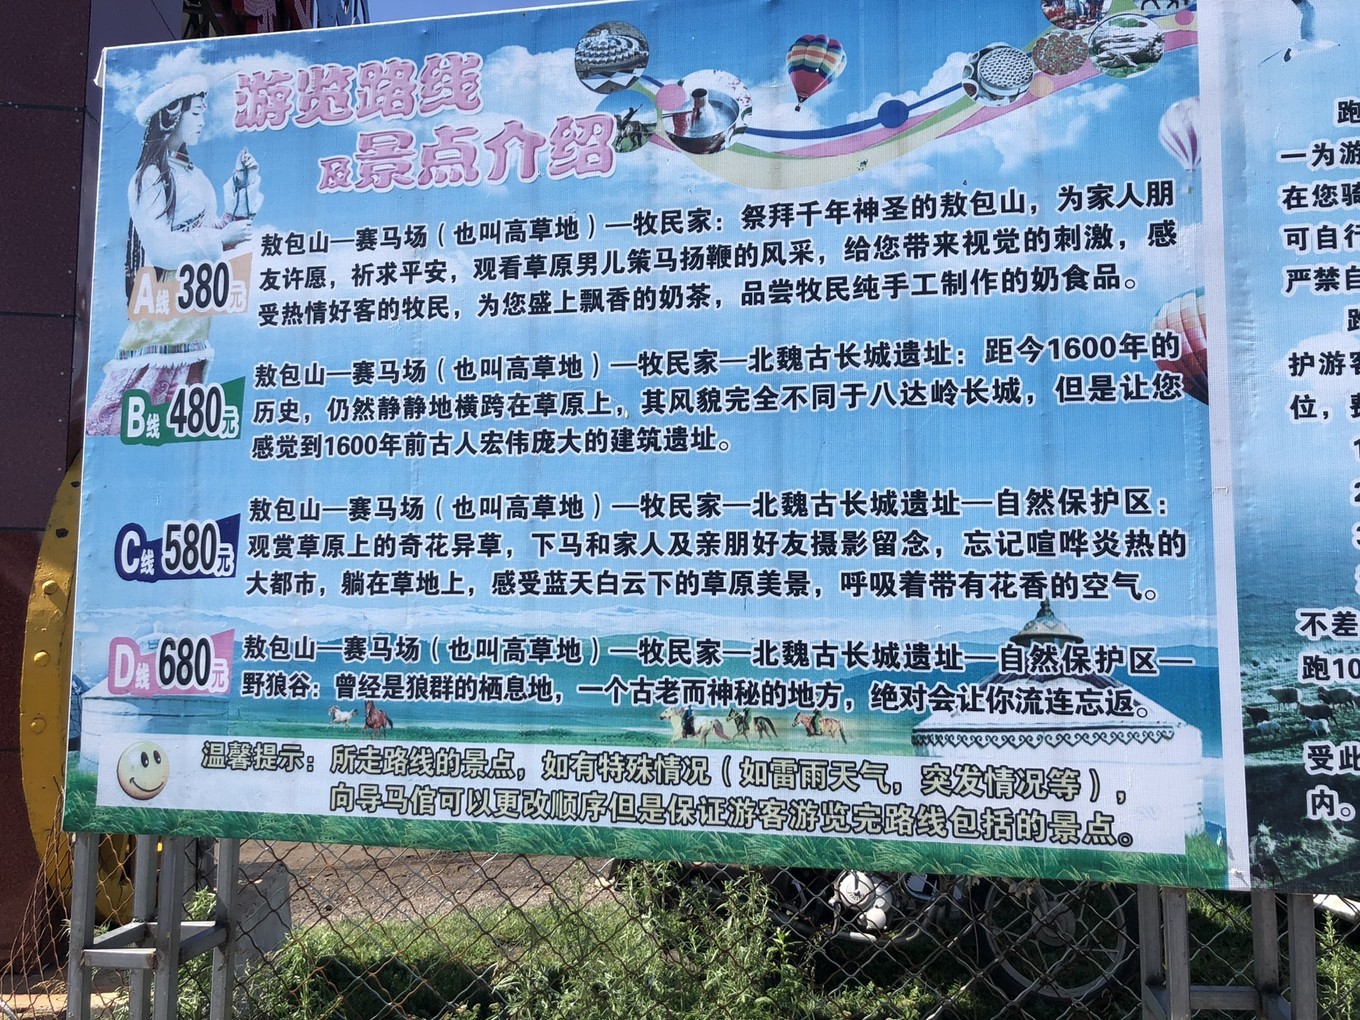 游览路线
及景点介绍
A线 380元
敖包山—赛马场（也叫高草地）—牧民家：祭拜千年神圣的敖包山，为家人朋
友许愿，祈求平安，观看草原男儿策马扬鞭的风采，给您带来视觉的刺激，感
受热情好客的牧民，为您盛上飘香的奶茶，品尝牧民纯手工制作的奶食品。
B线 480元
敖包山—赛马场（也叫高草地）—牧民家—北魏古长城遗址：距今1600年的
历史，仍然静静地横跨在草原上，其风貌完全不同于八达岭长城，但是让您
感觉到1600年前古人宏伟庞大的建筑遗址。
C线 580元
敖包山—赛马场（也叫高草地）—牧民家—北魏古长城遗址—自然保护区：
观赏草原上的奇花异草，下马和家人及亲朋好友摄影留念，忘记喧哗炎热的
大都市，躺在草地上，感受蓝天白云下的草原美景，呼吸着带有花香的空气。
D线 680元
敖包山—赛马场（也叫高草地）—牧民家—北魏古长城遗址—自然保护区—
野狼谷：曾经是狼群的栖息地，一个古老而神秘的地方，绝对会让你流连忘返。
温馨提示：所走路线的景点，如有特殊情况（如雷雨天气，突发情况等），
向导马倌可以更改顺序但是保证游客游览完路线包括的景点。
跑
一为游
在您骑
可自行
严禁自
跑
护游客
位，费
1
2
3
不差
跑10
受此
内。